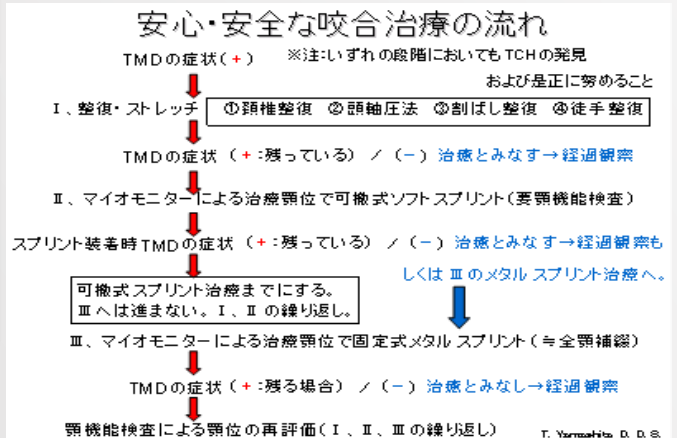 安心・安全な咬合治療の流れ
TMDの症状(+) ※注:いずれの段階においてもTCHの発見
および是正に努めること
Ⅰ、整復・ストレッチ ①頚椎整復 ②頭軸圧法 ③割ばし整復 ④徒手整復
TMDの症状 (+:残っている) / (-) 治癒とみなす→経過観察
Ⅱ、マイオモニターによる治療顎位で可撤式ソフトスプリント(要顎機能検査)
スプリント装着時TMDの症状 (+:残っている) / (-) 治癒とみなす→経過観察も
しくは Ⅲ のメタル スプリント治療へ。
可撤式スプリント治療までにする。
Ⅲへは進まない。Ⅰ、Ⅱ の繰り返し。
Ⅲ、マイオモニターによる治療顎位で固定式メタル スプリント(≒全顎補綴)
TMDの症状 (+:残る場合) / (-) 治癒とみなし→経過観察
顎機能検査による顎位の再評価(Ⅰ、Ⅱ、Ⅲの繰り返し)
T. Yamashita D.D.S